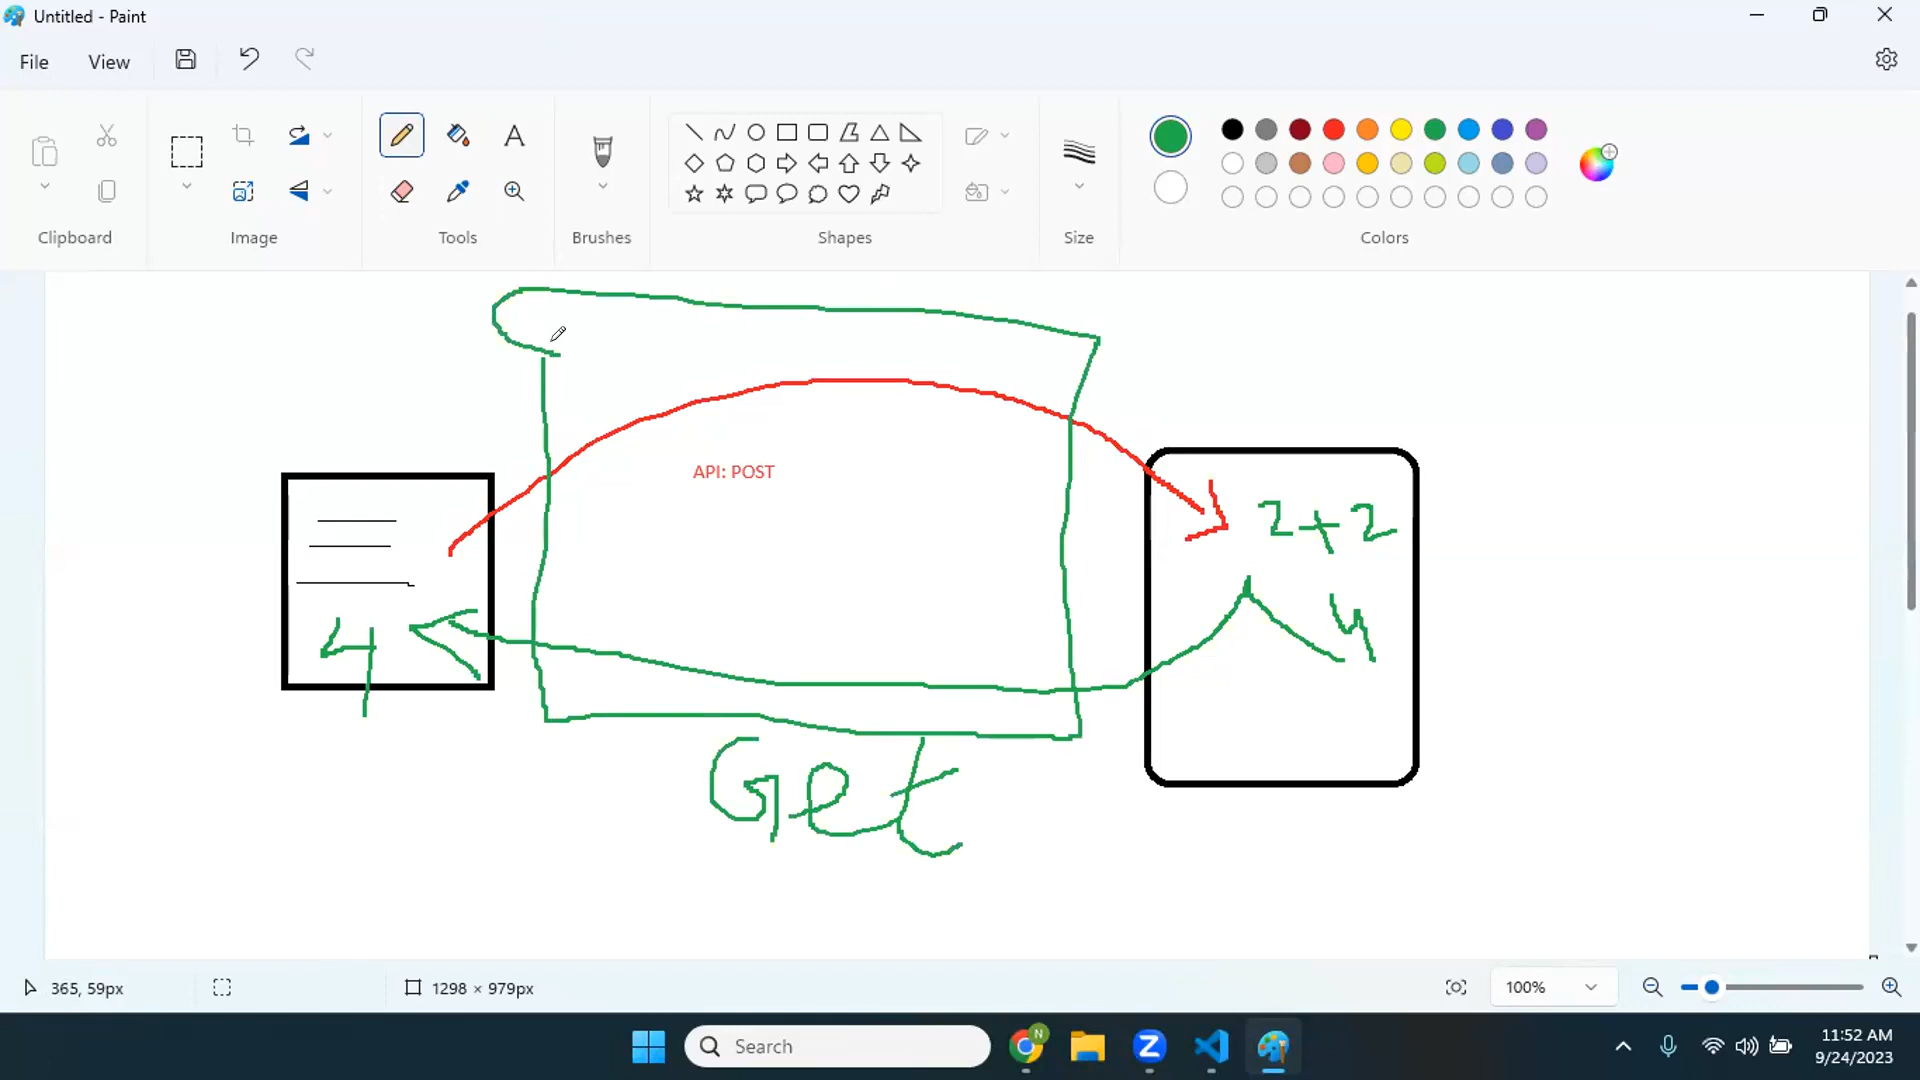 Untitled - Paint
File View
Clipboard
Image
Tools
Brushes
Shapes
Size
Colors
API: POST
2+2
4
4
Get
365, 59px
1298 × 979px
100%
Search
N
11:52 AM
9/24/2023